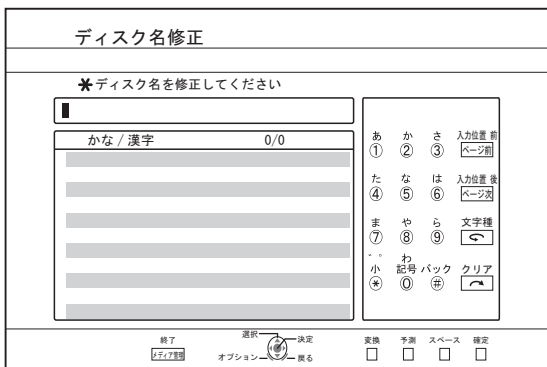 ディスク名修正
✱ディスク名を修正してください
かな / 漢字 0/0
あ か さ 入力位置 前
① ② ③ ページ前
た な は 入力位置 後
④ ⑤ ⑥ ページ次
ま や ら 文字種
⑦ ⑧ ⑨
゛゜ わ
小 記号 バック クリア
✱ 0 #
終了
メディア管理
選択
決定
オプション
戻る
変換 予測 スペース 確定